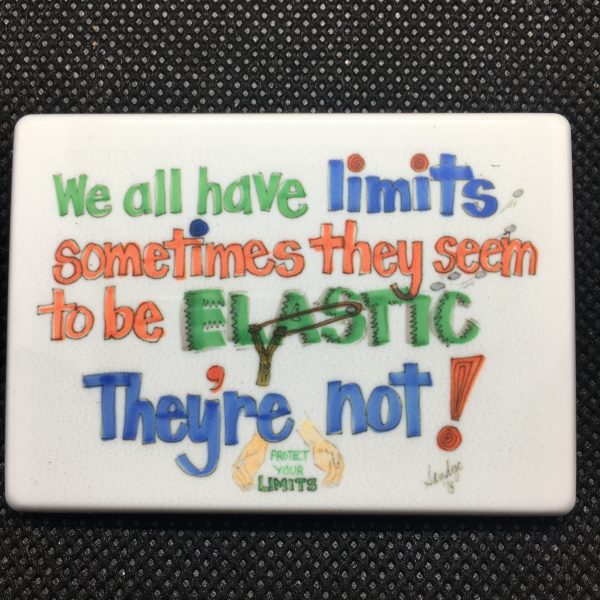 We all have limits
sometimes they seem
to be ELASTIC
They're not!
PROTECT
YOUR
LIMITS